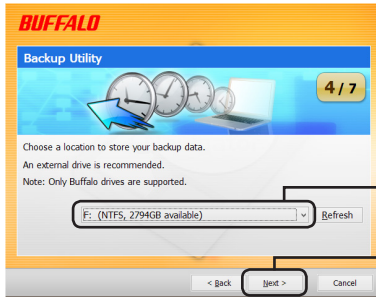 BUFFALO
Backup Utility
4/7
Choose a location to store your backup data.
An external drive is recommended.
Note: Only Buffalo drives are supported.
F: (NTFS, 2794GB available) Refresh
< Back Next > Cancel